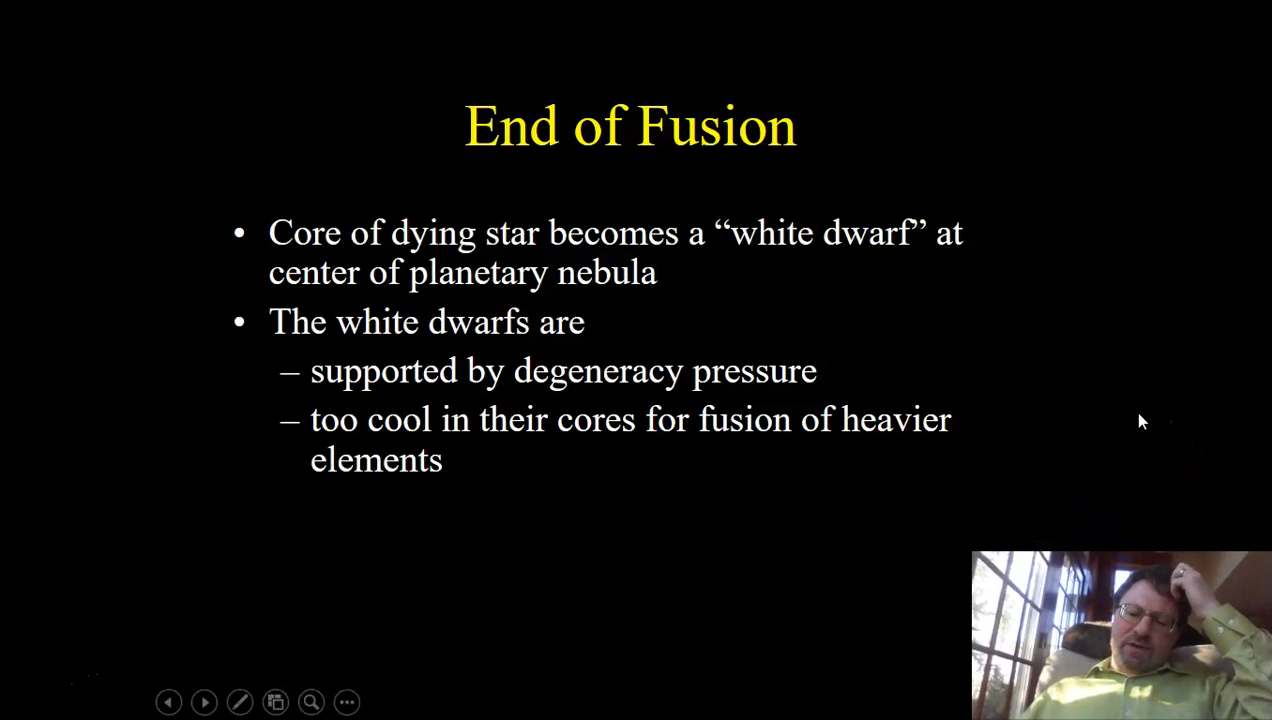 End of Fusion
• Core of dying star becomes a “white dwarf” at
center of planetary nebula
• The white dwarfs are
– supported by degeneracy pressure
– too cool in their cores for fusion of heavier
elements